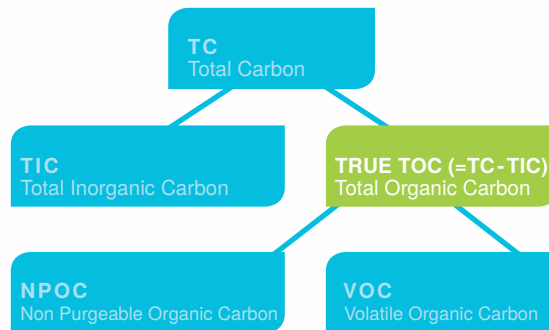 TC
Total Carbon
TIC
Total Inorganic Carbon
TRUE TOC (=TC-TIC)
Total Organic Carbon
NPOC
Non Purgeable Organic Carbon
VOC
Volatile Organic Carbon